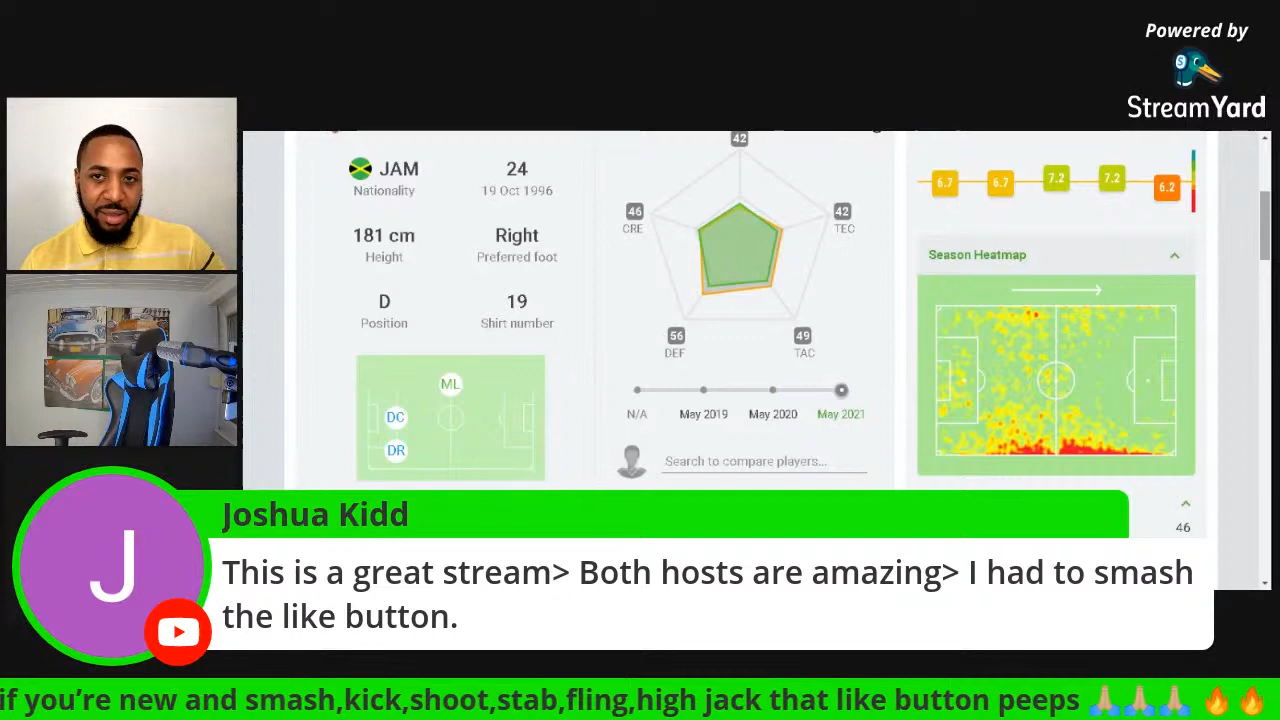 Powered by
StreamYard
JAM
Nationality
24
19 Oct 1996
181 cm
Height
Right
Preferred foot
D
Position
19
Shirt number
ML
DC
DR
42
46
CRE
42
TEC
56
DEF
49
TAC
N/A
May 2019
May 2020
May 2021
Search to compare players...
6.7
6.7
7.2
7.2
6.2
Season Heatmap
46
J
Joshua Kidd
This is a great stream> Both hosts are amazing> I had to smash
the like button.
if you’re new and smash,kick,shoot,stab,fling,high jack that like button peeps 🙏🏼🙏🏼🙏🏼 🔥🔥